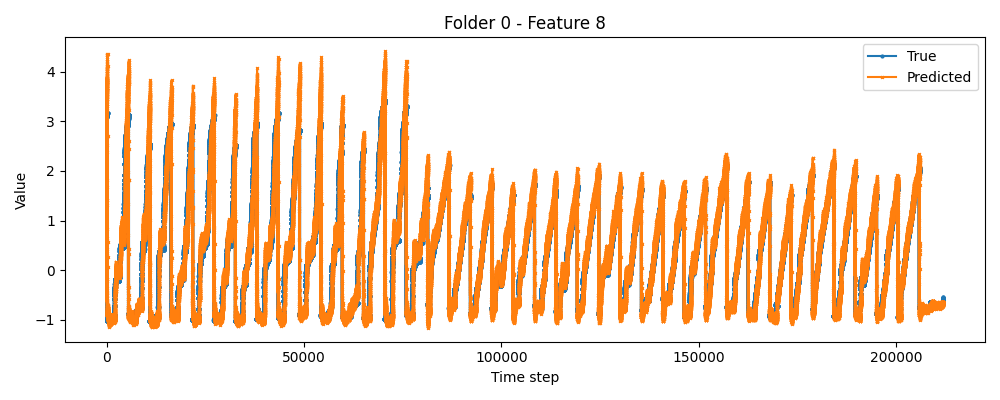 Folder 0 - Feature 8
True
Predicted
Value
4
3
2
1
0
−1
0
50000
100000
150000
200000
Time step